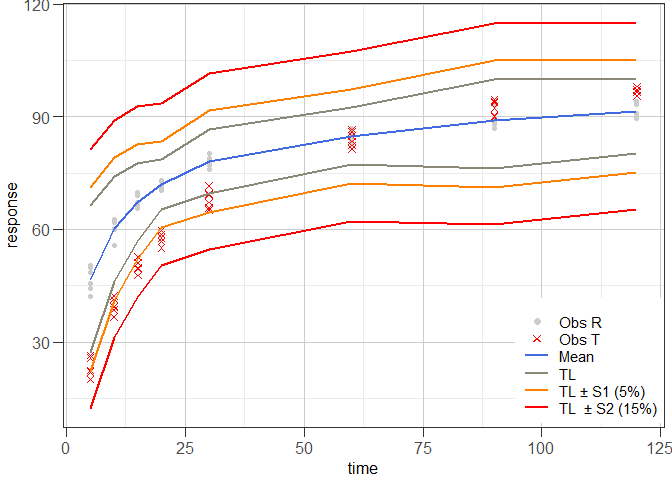 120
90
60
30
response
0
25
50
75
100
125
time
Obs R
Obs T
Mean
TL
TL ± S1 (5%)
TL ± S2 (15%)